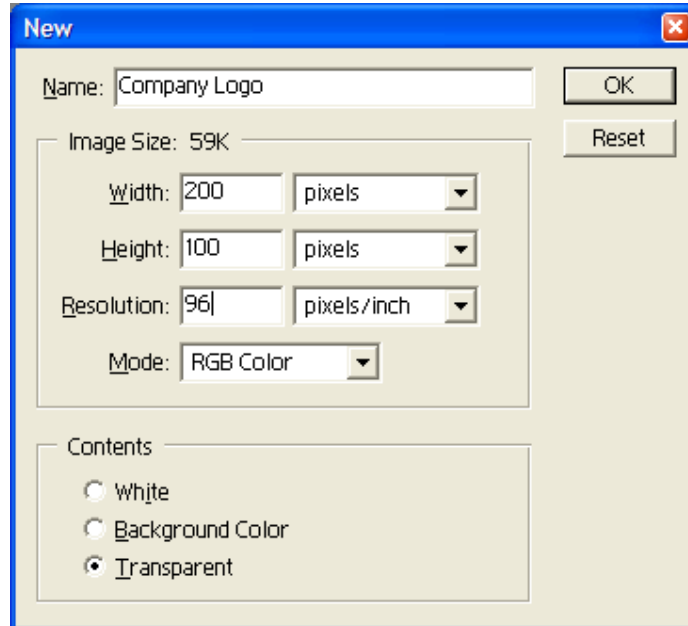 New
Name: Company Logo
OK
Reset
Image Size: 59K
Width: 200 pixels
Height: 100 pixels
Resolution: 96 pixels/inch
Mode: RGB Color
Contents
White
Background Color
Transparent